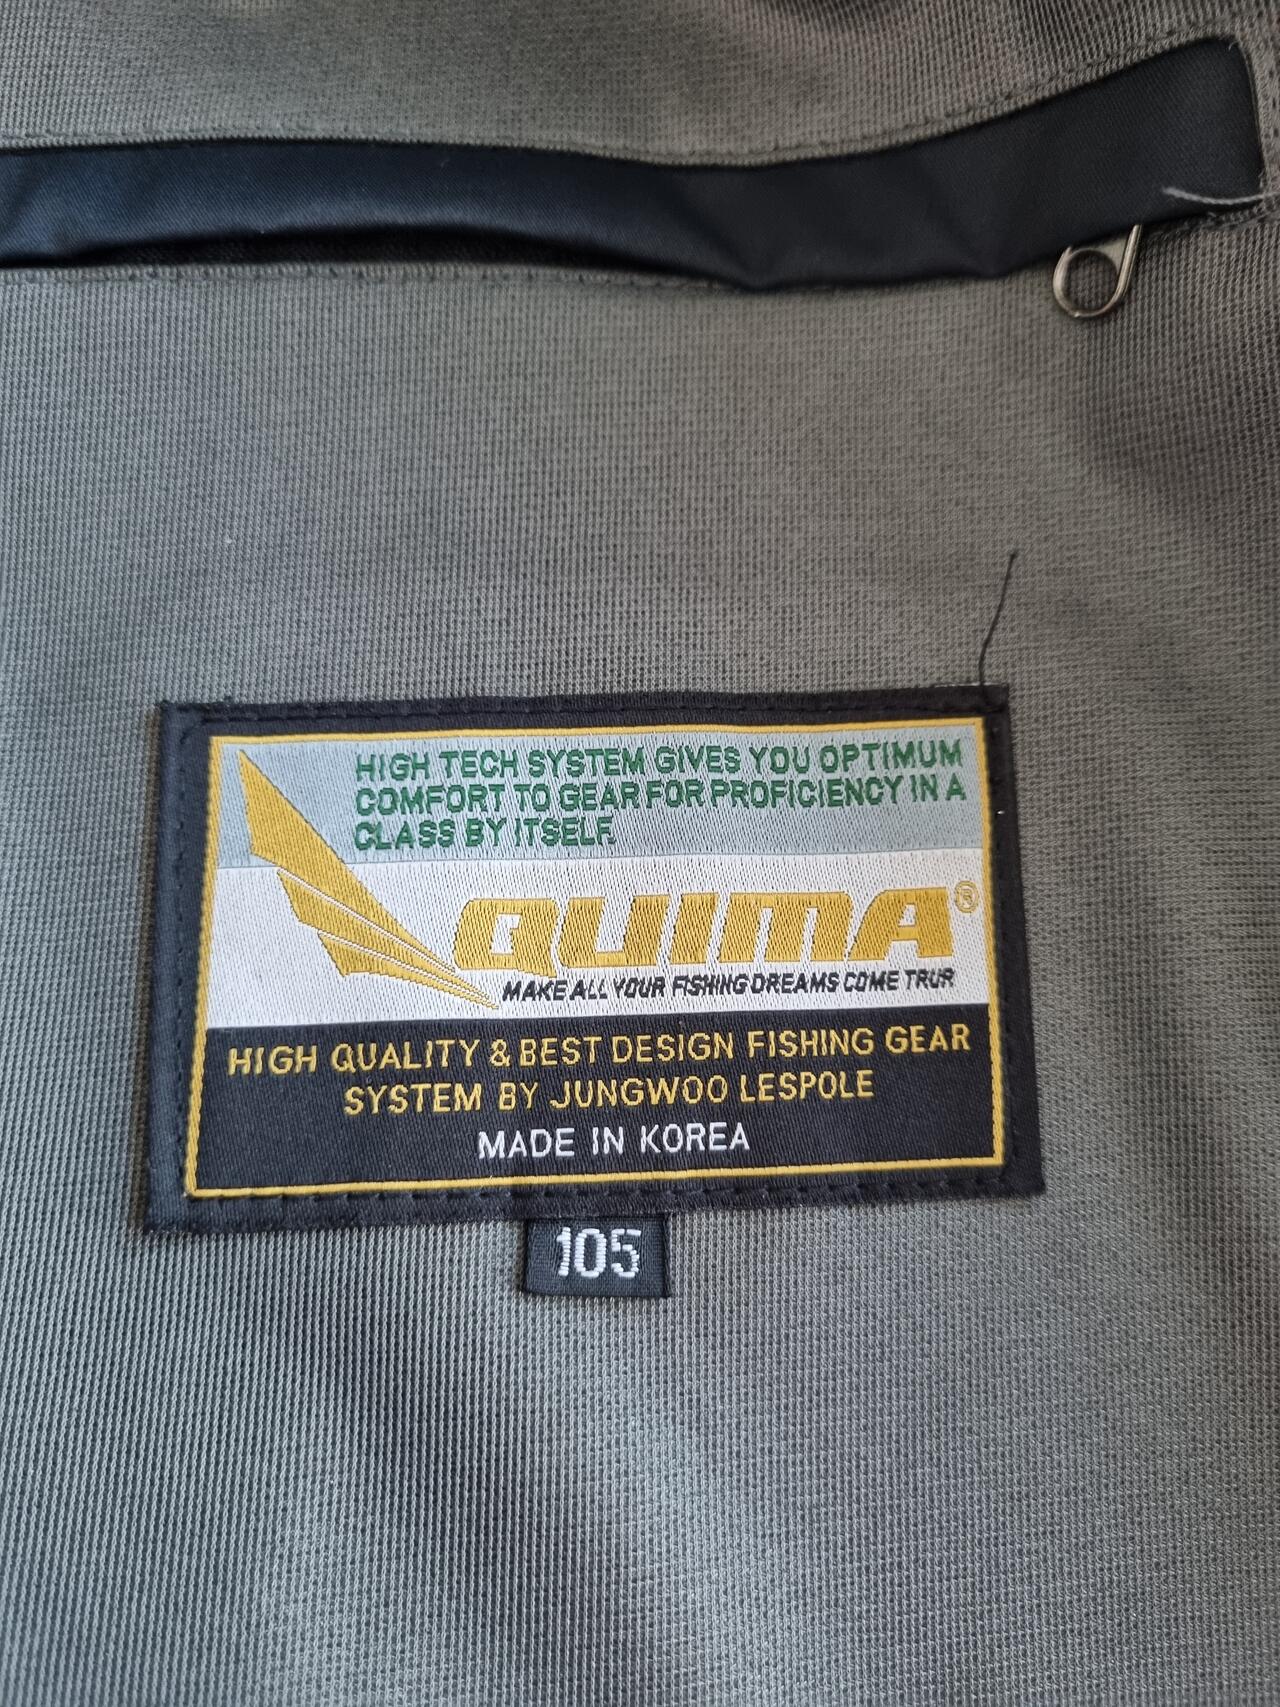 HIGH TECH SYSTEM GIVES YOU OPTIMUM
COMFORT TO GEAR FOR PROFICIENCY IN A
CLASS BY ITSELF.
QUIMA®
MAKE ALL YOUR FISHING DREAMS COME TRUR
HIGH QUALITY & BEST DESIGN FISHING GEAR
SYSTEM BY JUNGWOO LESPOLE
MADE IN KOREA
105